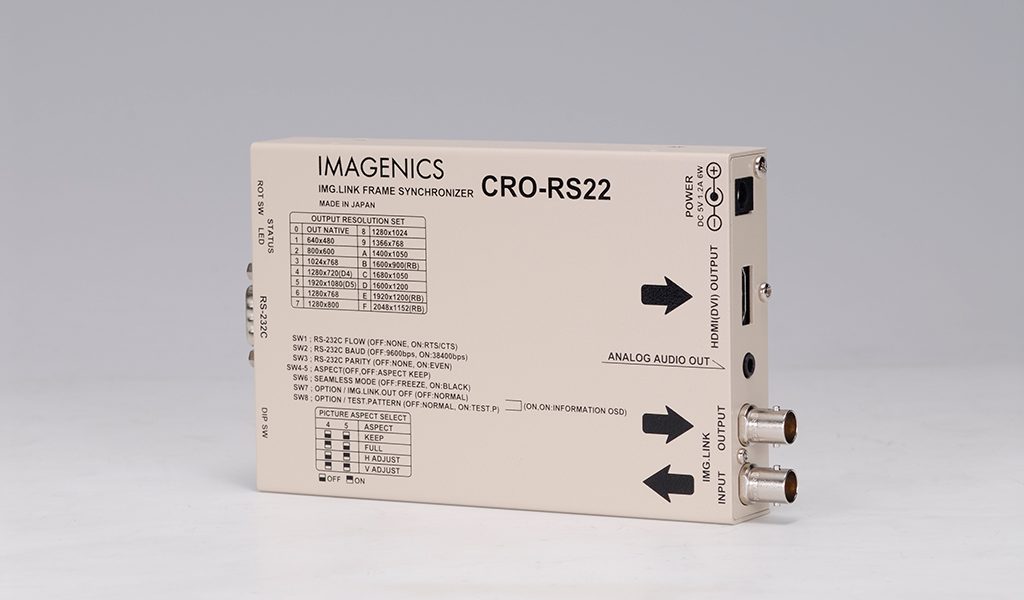 IMAGENICS
IMG.LINK FRAME SYNCHRONIZER CRO-RS22
MADE IN JAPAN
OUTPUT RESOLUTION SET
0 OUT NATIVE 8 1280x1024
1 640x480 9 1366x768
2 800x600 A 1400x1050
3 1024x768 B 1600x900(RB)
4 1280x720(D4) C 1680x1050
5 1920x1080(D5) D 1600x1200
6 1280x768 E 1920x1200(RB)
7 1280x800 F 2048x1152(RB)
SW1 ; RS-232C FLOW (OFF:NONE, ON:RTS/CTS)
SW2 ; RS-232C BAUD (OFF:9600bps, ON:38400bps)
SW3 ; RS-232C PARITY (OFF:NONE, ON:EVEN)
SW4-5 ; ASPECT(OFF,OFF:ASPECT KEEP)
SW6 ; SEAMLESS MODE (OFF:FREEZE, ON:BLACK)
SW7 ; OPTION / IMG.LINK.OUT OFF (OFF:NORMAL)
SW8 ; OPTION / TEST.PATTERN (OFF:NORMAL, ON:TEST.P)
(ON,ON:INFORMATION OSD)
PICTURE ASPECT SELECT
4 5 ASPECT
KEEP
FULL
H ADJUST
V ADJUST
OFF ON
ROT SW
STATUS
LED
RS-232C
DIP SW
POWER
DC 5V 1.2A 6W
HDMI(DVI) OUTPUT
ANALOG AUDIO OUT
IMG.LINK
OUTPUT
INPUT